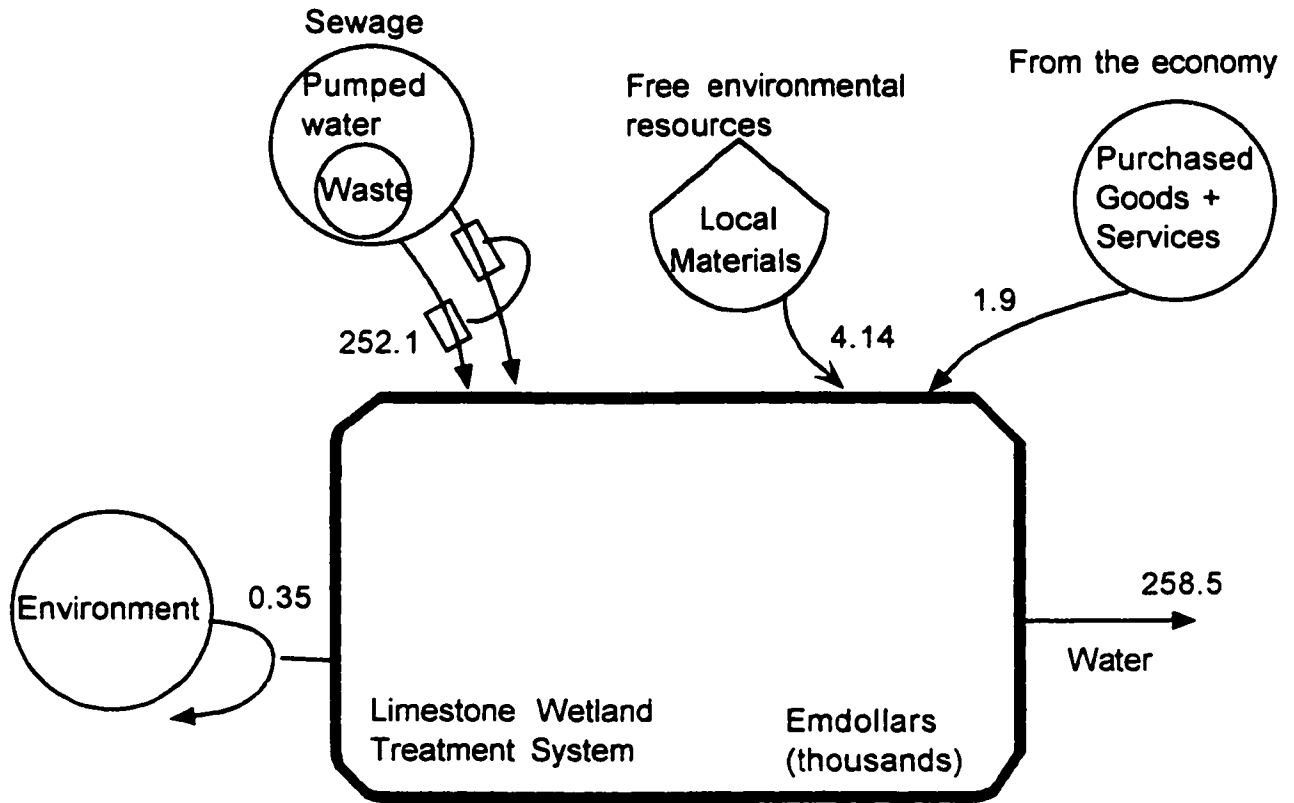 Sewage
Pumped
water
Waste
252.1
Free environmental
resources
Local
Materials
4.14
From the economy
Purchased
Goods +
Services
1.9
Environment
0.35
258.5
Water
Limestone Wetland
Treatment System
Emdollars
(thousands)